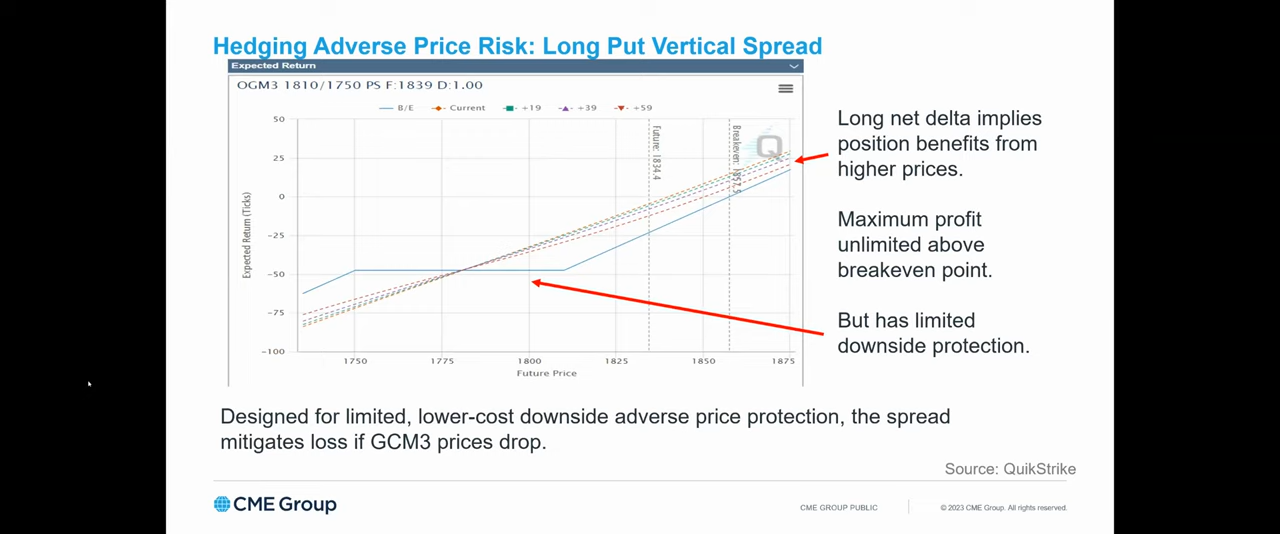 Hedging Adverse Price Risk: Long Put Vertical Spread
Expected Return
OGM3 1810/1750 PS F:1839 D:1.00
B/E Current +19 +39 +59
50
25
0
-25
-50
-75
-100
Expected Return (Ticks)
Future: 1834.4
Breakeven: 1857.5
1750 1775 1800 1825 1850 1875
Future Price
Long net delta implies
position benefits from
higher prices.
Maximum profit
unlimited above
breakeven point.
But has limited
downside protection.
Designed for limited, lower-cost downside adverse price protection, the spread
mitigates loss if GCM3 prices drop.
Source: QuikStrike
CME Group
CME GROUP PUBLIC
© 2023 CME Group. All rights reserved.